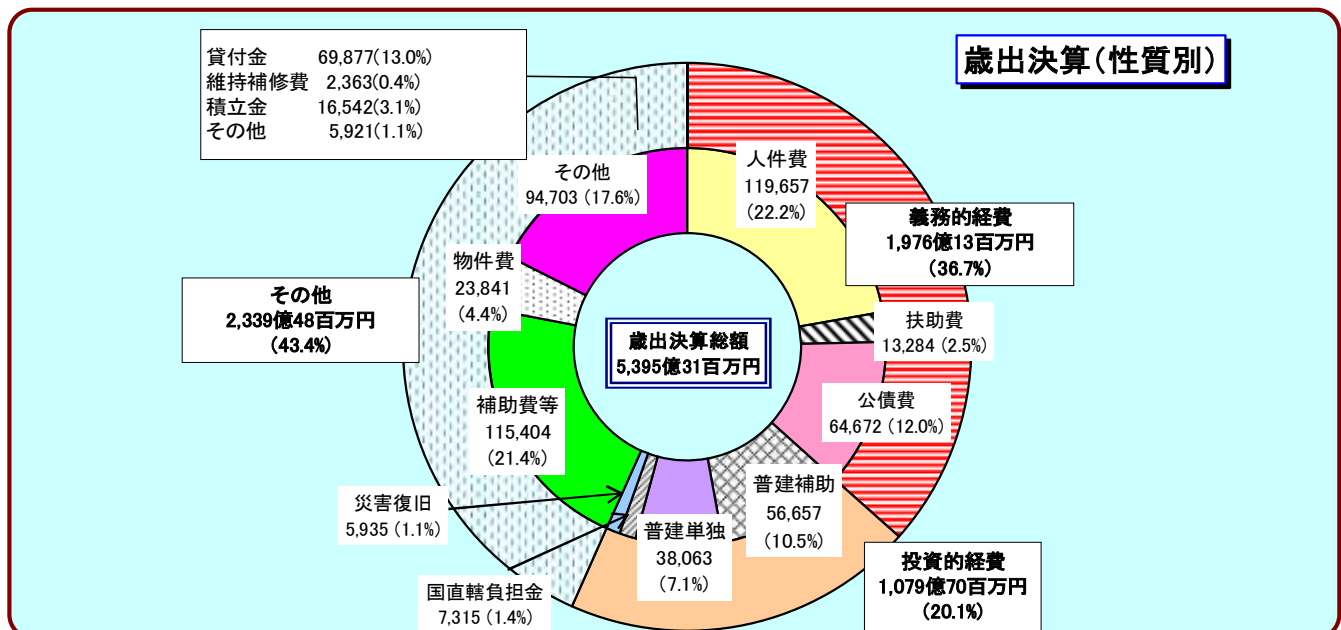 歳出決算(性質別)
貸付金 69,877(13.0%)
維持補修費 2,363(0.4%)
積立金 16,542(3.1%)
その他 5,921(1.1%)
人件費
119,657
(22.2%)
義務的経費
1,976億13百万円
(36.7%)
扶助費
13,284 (2.5%)
公債費
64,672 (12.0%)
普建補助
56,657
(10.5%)
投資的経費
1,079億70百万円
(20.1%)
普建単独
38,063
(7.1%)
国直轄負担金
7,315 (1.4%)
災害復旧
5,935 (1.1%)
補助費等
115,404
(21.4%)
物件費
23,841
(4.4%)
その他
94,703 (17.6%)
その他
2,339億48百万円
(43.4%)
歳出決算総額
5,395億31百万円